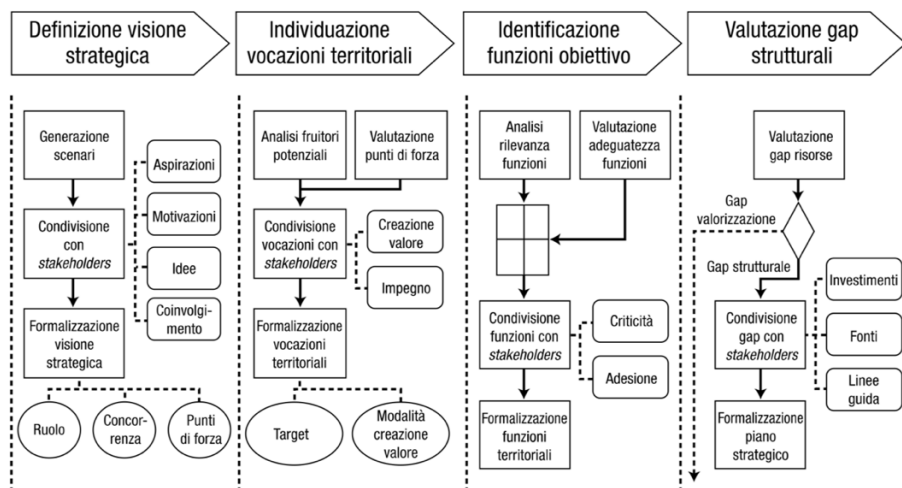 Definizione visione
strategica
Individuazione
vocazioni territoriali
Identificazione
funzioni obiettivo
Valutazione gap
strutturali
Generazione
scenari
Aspirazioni
Motivazioni
Condivisione
con
stakeholders
Idee
Coinvolgi-
mento
Formalizzazione
visione
strategica
Ruolo
Concor-
renza
Punti
di forza
Analisi fruitori
potenziali
Valutazione
punti di forza
Condivisione
vocazioni con
stakeholders
Creazione
valore
Impegno
Formalizzazione
vocazioni
territoriali
Target
Modalità
creazione
valore
Analisi
rilevanza
funzioni
Valutazione
adeguatezza
funzioni
Condivisione
funzioni con
stakeholders
Criticità
Adesione
Formalizzazione
funzioni
territoriali
Valutazione
gap risorse
Gap
valorizzazione
Gap strutturale
Investimenti
Condivisione
gap con
stakeholders
Fonti
Linee
guida
Formalizzazione
piano
strategico